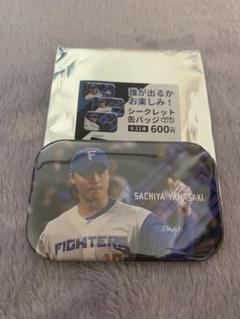 誰が出るか
お楽しみ！
シークレット
缶バッジ
全21種 600円
SACHIYA YAMASAKI
FIGHTERS